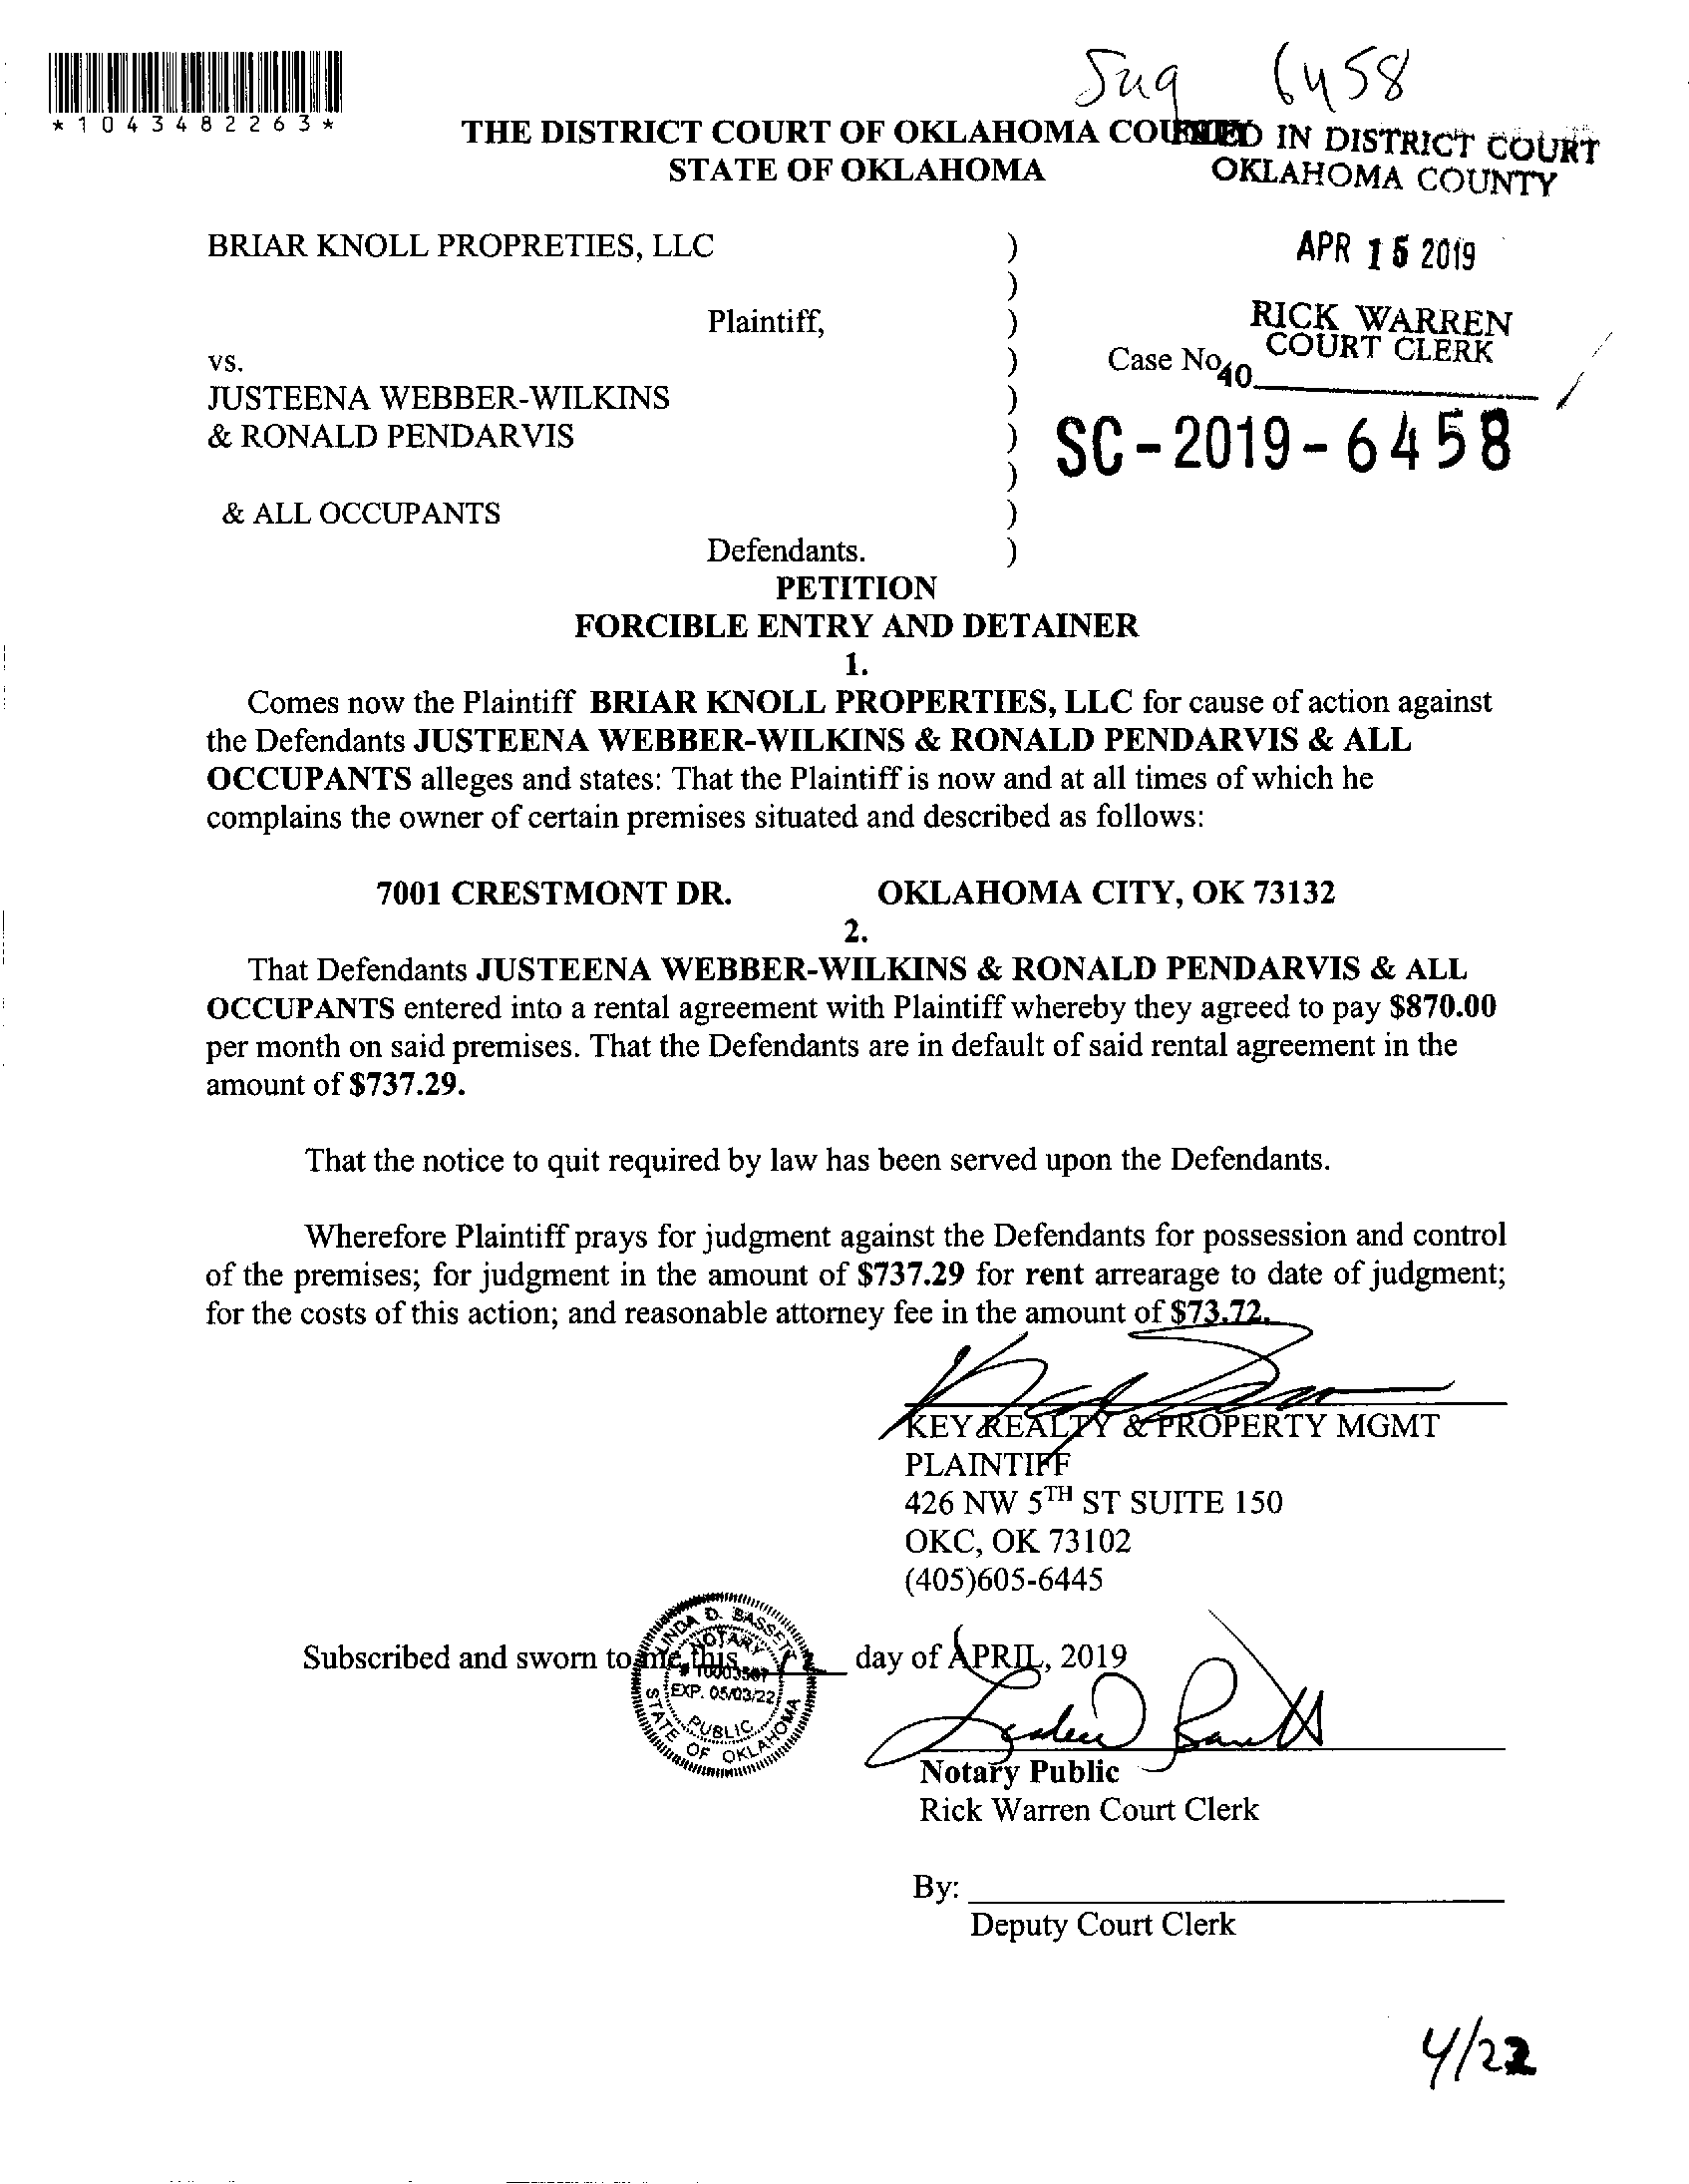 Sug 6458
*1043482263*
THE DISTRICT COURT OF OKLAHOMA COUNTY
STATE OF OKLAHOMA
FILED IN DISTRICT COURT
OKLAHOMA COUNTY
APR 15 2019
RICK WARREN
COURT CLERK
40
BRIAR KNOLL PROPRETIES, LLC )
)
Plaintiff, )
vs. ) Case No.
JUSTEENA WEBBER-WILKINS )
& RONALD PENDARVIS ) SC-2019-6458
)
& ALL OCCUPANTS )
Defendants. )
PETITION
FORCIBLE ENTRY AND DETAINER
1.
Comes now the Plaintiff BRIAR KNOLL PROPERTIES, LLC for cause of action against
the Defendants JUSTEENA WEBBER-WILKINS & RONALD PENDARVIS & ALL
OCCUPANTS alleges and states: That the Plaintiff is now and at all times of which he
complains the owner of certain premises situated and described as follows:
7001 CRESTMONT DR. OKLAHOMA CITY, OK 73132
2.
That Defendants JUSTEENA WEBBER-WILKINS & RONALD PENDARVIS & ALL
OCCUPANTS entered into a rental agreement with Plaintiff whereby they agreed to pay $870.00
per month on said premises. That the Defendants are in default of said rental agreement in the
amount of $737.29.
That the notice to quit required by law has been served upon the Defendants.
Wherefore Plaintiff prays for judgment against the Defendants for possession and control
of the premises; for judgment in the amount of $737.29 for rent arrearage to date of judgment;
for the costs of this action; and reasonable attorney fee in the amount of $73.72.
KEY REALTY & PROPERTY MGMT
PLAINTIFF
426 NW 5TH ST SUITE 150
OKC, OK 73102
(405)605-6445
Subscribed and sworn to me this day of APRIL, 2019
LINDA D. BASSETT
NOTARY
# 10003567
EXP. 05/03/22
PUBLIC
STATE OF OKLAHOMA
Notary Public
Rick Warren Court Clerk
By:
Deputy Court Clerk
4/22